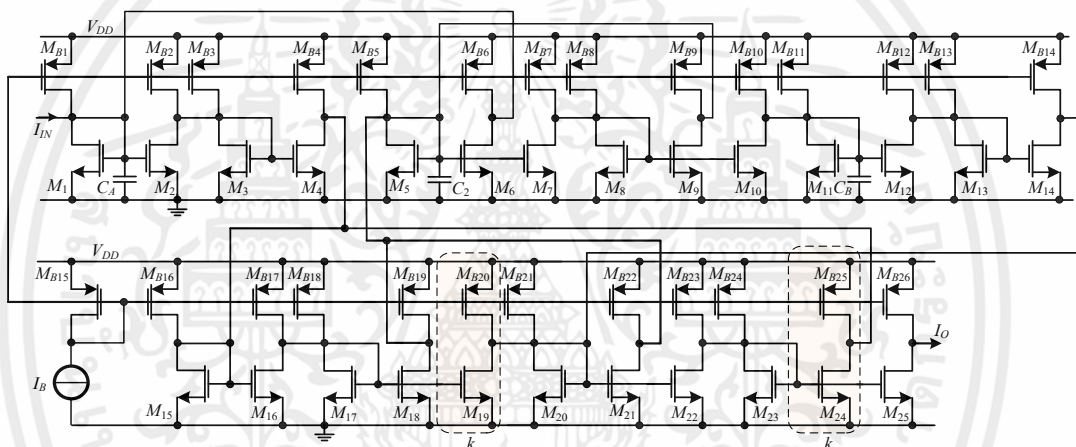 V_DD
M_B1 M_B2 M_B3 M_B4 M_B5 M_B6 M_B7 M_B8 M_B9 M_B10 M_B11 M_B12 M_B13 M_B14
I_IN
M_1 C_A M_2 M_3 M_4 M_5 C_2 M_6 M_7 M_8 M_9 M_10 M_11 C_B M_12 M_13 M_14
V_DD
M_B15 M_B16 M_B17 M_B18 M_B19 M_B20 M_B21 M_B22 M_B23 M_B24 M_B25 M_B26
I_O
I_B
M_15 M_16 M_17 M_18 M_19 M_20 M_21 M_22 M_23 M_24 M_25
k k